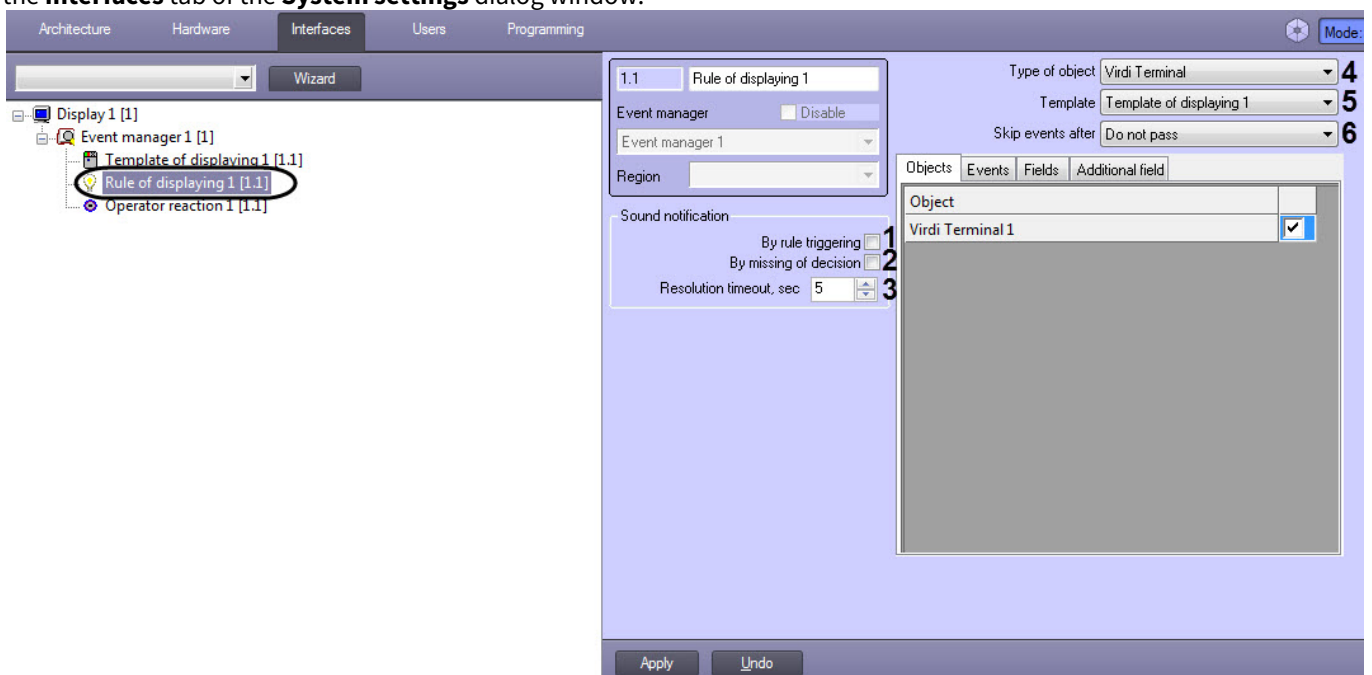 the Interfaces tab of the System settings dialog window.
Architecture Hardware Interfaces Users Programming Mode:
Wizard
Display 1 [1]
Event manager 1 [1]
Template of displaying 1 [1.1]
Rule of displaying 1 [1.1]
Operator reaction 1 [1.1]
1.1 Rule of displaying 1
Event manager Disable
Event manager 1
Region
Sound notification
By rule triggering 1
By missing of decision 2
Resolution timeout, sec 5 3
Type of object Virdi Terminal 4
Template Template of displaying 1 5
Skip events after Do not pass 6
Objects Events Fields Additional field
Object
Virdi Terminal 1
Apply Undo